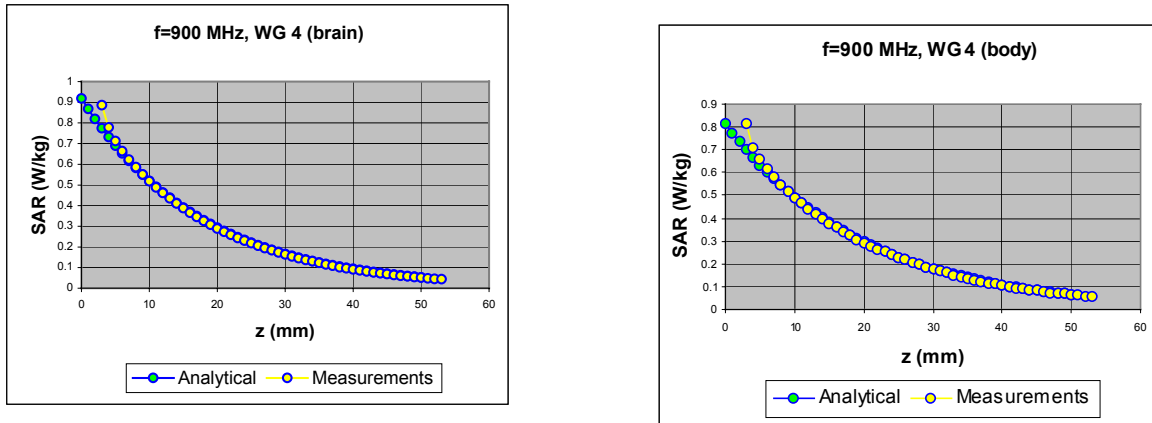 f=900 MHz, WG 4 (brain)
SAR (W/kg)
1
0.9
0.8
0.7
0.6
0.5
0.4
0.3
0.2
0.1
0
0 10 20 30 40 50 60
z (mm)
Analytical Measurements
f=900 MHz, WG 4 (body)
SAR (W/kg)
0.9
0.8
0.7
0.6
0.5
0.4
0.3
0.2
0.1
0
0 10 20 30 40 50 60
z (mm)
Analytical Measurements